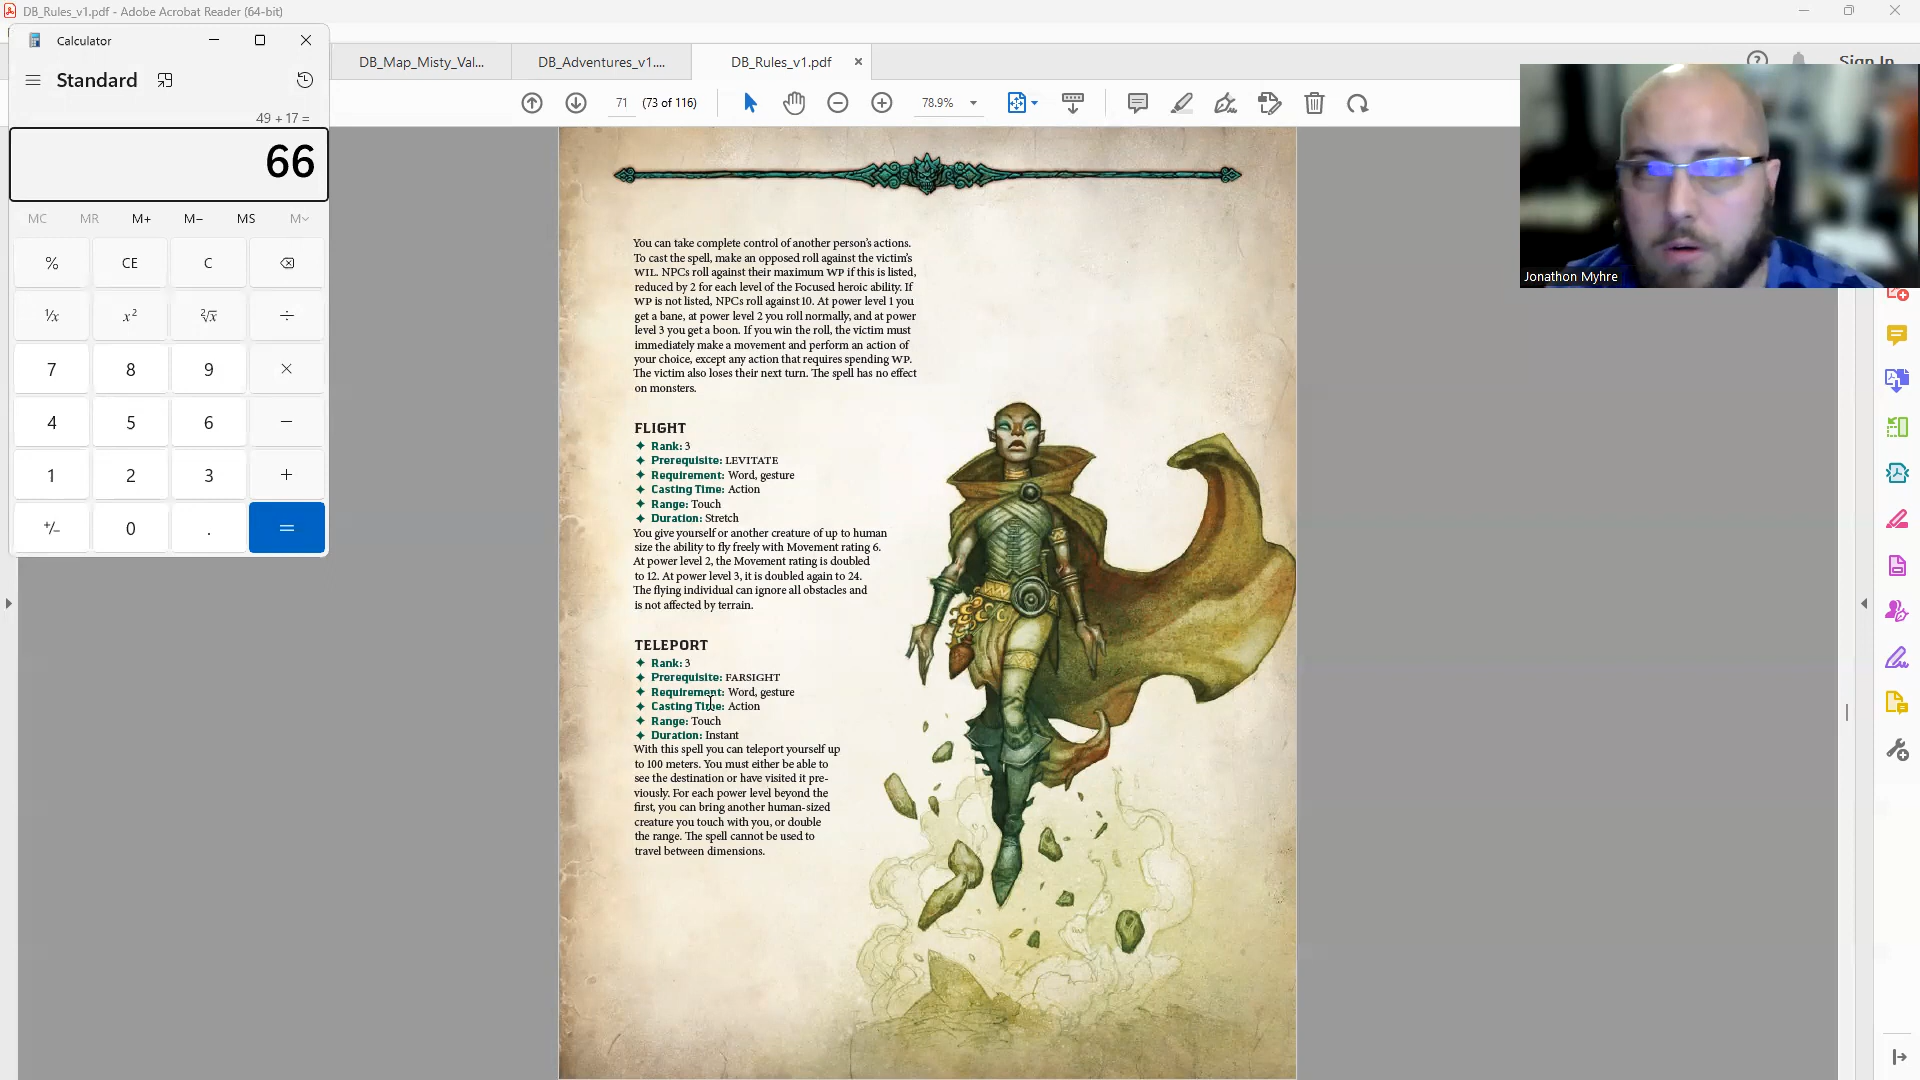 DB_Rules_v1.pdf - Adobe Acrobat Reader (64-bit)
Calculator
DB_Map_Misty_Val...
DB_Adventures_v1....
DB_Rules_v1.pdf
Sign In
Standard
71 (73 of 116)
78.9%
49 + 17 =
66
MC MR M+ M− MS M
% CE C
¹/x x² ²√x ÷
7 8 9 ×
4 5 6 −
1 2 3 +
+/− 0 . =
Jonathon Myhre
You can take complete control of another person's actions.
To cast the spell, make an opposed roll against the victim's
WIL. NPCs roll against their maximum WP if this is listed,
reduced by 2 for each level of the Focused heroic ability. If
WP is not listed, NPCs roll against 10. At power level 1 you
get a bane, at power level 2 you roll normally, and at power
level 3 you get a boon. If you win the roll, the victim must
immediately make a movement and perform an action of
your choice, except any action that requires spending WP.
The victim also loses their next turn. The spell has no effect
on monsters.
FLIGHT
Rank: 3
Prerequisite: LEVITATE
Requirement: Word, gesture
Casting Time: Action
Range: Touch
Duration: Stretch
You give yourself or another creature of up to human
size the ability to fly freely with Movement rating 6.
At power level 2, the Movement rating is doubled
to 12. At power level 3, it is doubled again to 24.
The flying individual can ignore all obstacles and
is not affected by terrain.
TELEPORT
Rank: 3
Prerequisite: FARSIGHT
Requirement: Word, gesture
Casting Time: Action
Range: Touch
Duration: Instant
With this spell you can teleport yourself up
to 100 meters. You must either be able to
see the destination or have visited it pre-
viously. For each power level beyond the
first, you can bring another human-sized
creature you touch with you, or double
the range. The spell cannot be used to
travel between dimensions.